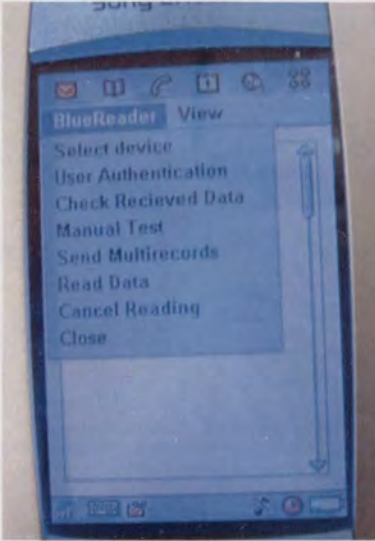 BlueReader View
Select device
User Authentication
Check Recieved Data
Manual Test
Send Multirecords
Read Data
Cancel Reading
Close